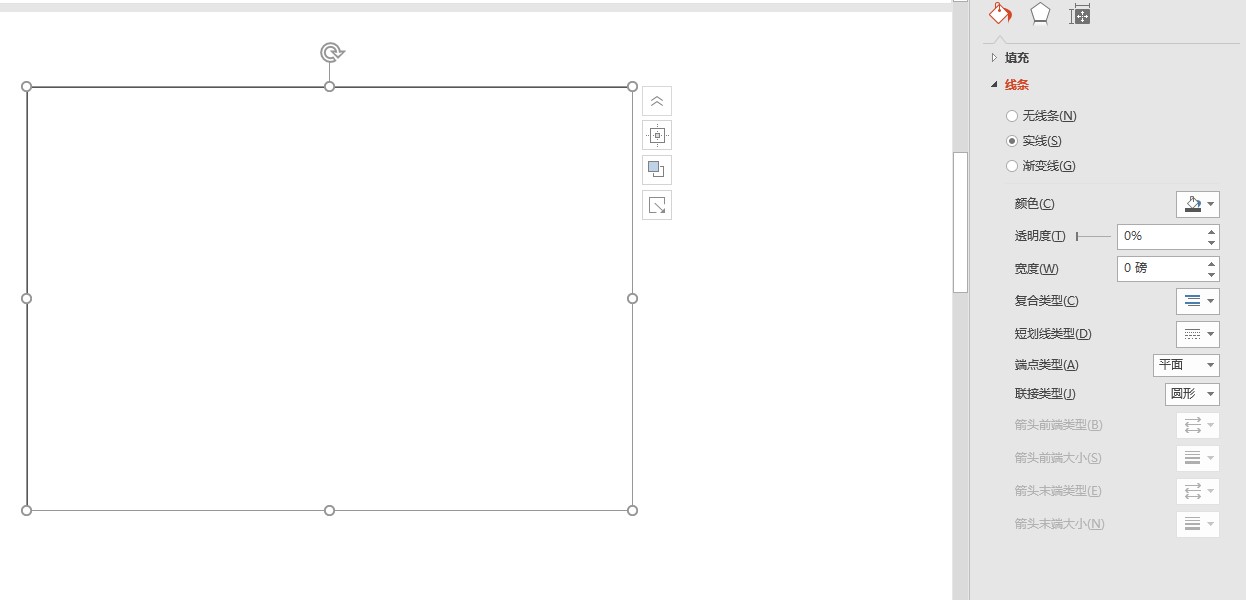 填充
线条
无线条(N)
实线(S)
渐变线(G)
颜色(C)
透明度(T) 0%
宽度(W) 0 磅
复合类型(C)
短划线类型(D)
端点类型(A) 平面
联接类型(J) 圆形
箭头前端类型(B)
箭头前端大小(S)
箭头末端类型(E)
箭头末端大小(N)